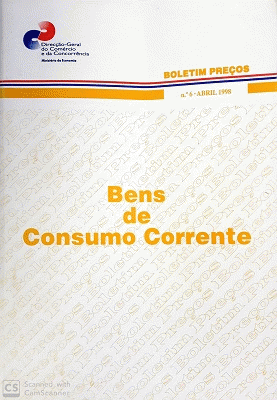 Direcção-Geral
do Comércio
e da Concorrência
Ministério da Economia
BOLETIM PREÇOS
n.º 6 - ABRIL 1998
Bens
de
Consumo Corrente
CS Scanned with
CamScanner